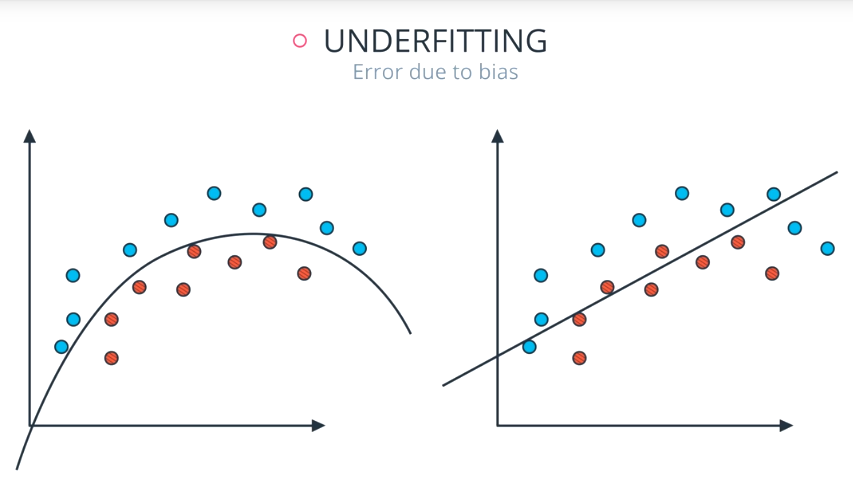 UNDERFITTING
Error due to bias